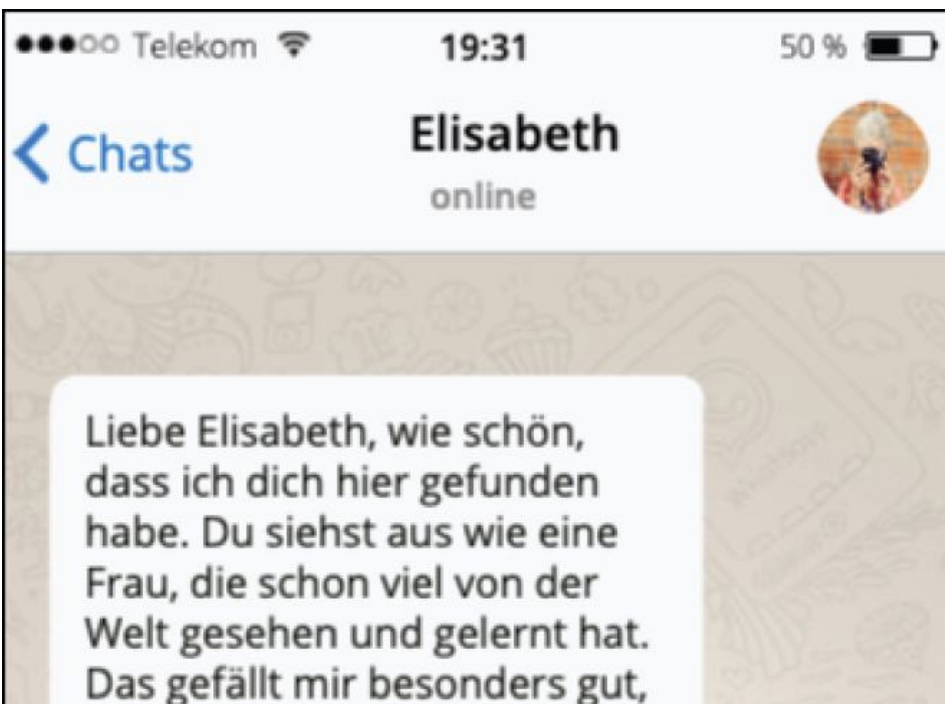 Telekom 19:31 50 %
Chats Elisabeth
online
Liebe Elisabeth, wie schön,
dass ich dich hier gefunden
habe. Du siehst aus wie eine
Frau, die schon viel von der
Welt gesehen und gelernt hat.
Das gefällt mir besonders gut,